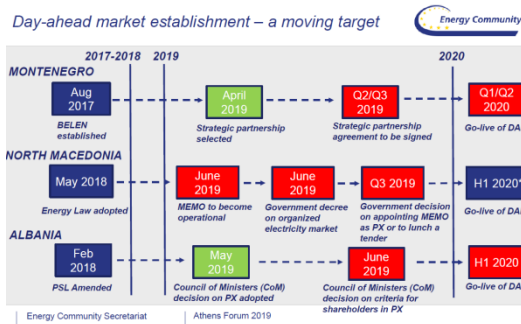 Day-ahead market establishment – a moving target
Energy Community
2017-2018
2019
2020
MONTENEGRO
Aug
2017
April
2019
Q2/Q3
2019
Q1/Q2
2020
BELEN
established
Strategic partnership
selected
Strategic partnership
agreement to be signed
Go-live of DA
NORTH MACEDONIA
May 2018
June
2019
June
2019
Q3 2019
H1 2020*
Energy Law adopted
MEMO to become
operational
Government decree
on organized
electricity market
Government decision
on appointing MEMO
as PX or to lunch a
tender
Go-live of DA
ALBANIA
Feb
2018
May
2019
June
2019
H1 2020
PSL Amended
Council of Ministers (CoM)
decision on PX adopted
Council of Ministers (CoM)
decision on criteria for
shareholders in PX
Go-live of DA
Energy Community Secretariat
Athens Forum 2019